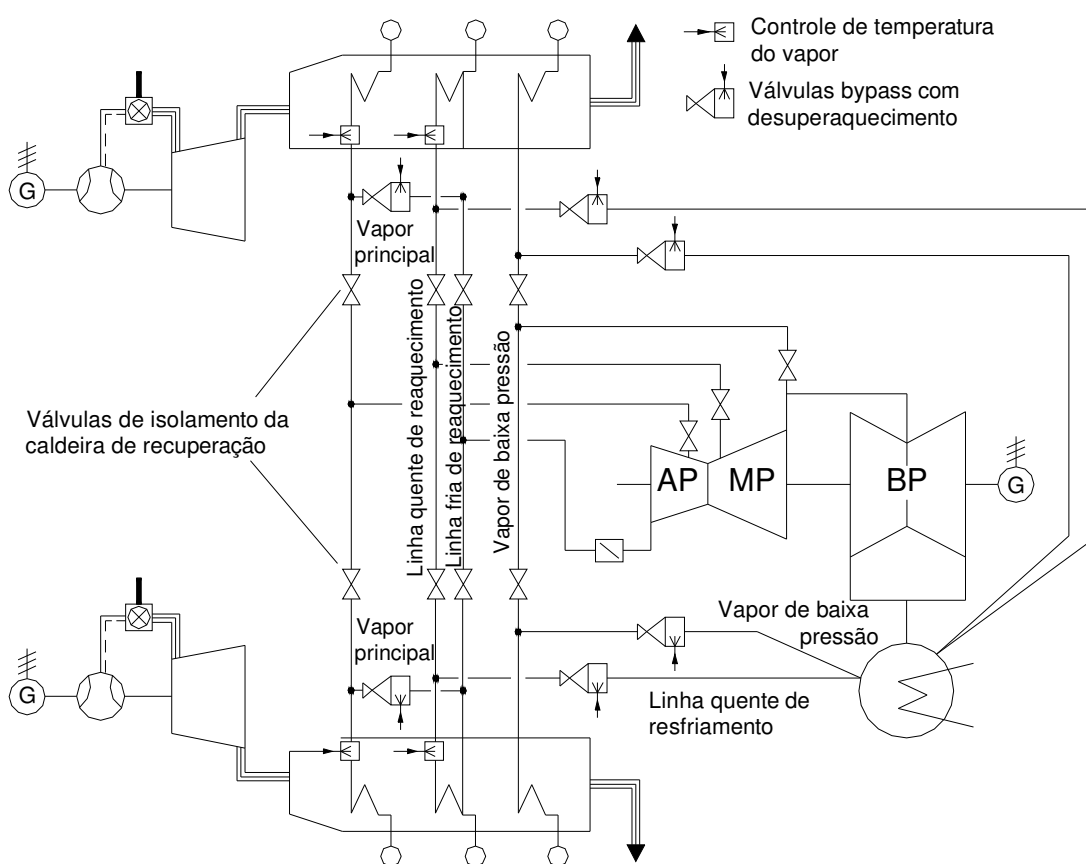 Controle de temperatura
do vapor
Válvulas bypass com
desuperaquecimento
G
Vapor
principal
Linha quente de reaquecimento
Linha fria de reaquecimento
Vapor de baixa pressão
Válvulas de isolamento da
caldeira de recuperação
AP
MP
BP
G
Vapor
principal
Vapor de baixa
pressão
G
Linha quente de
resfriamento